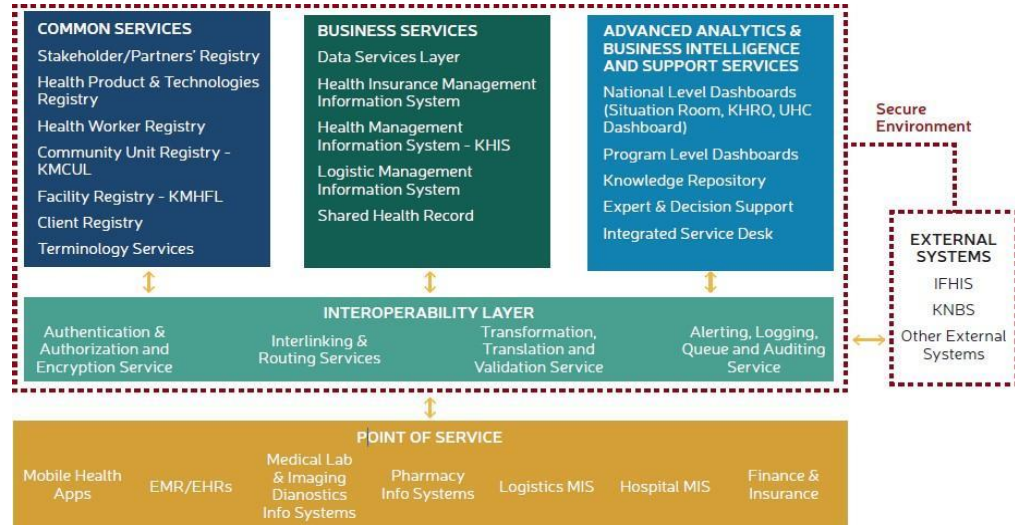 COMMON SERVICES
Stakeholder/Partners' Registry
Health Product & Technologies
Registry
Health Worker Registry
Community Unit Registry -
KMCUL
Facility Registry - KMHFL
Client Registry
Terminology Services
BUSINESS SERVICES
Data Services Layer
Health Insurance Management
Information System
Health Management
Information System - KHIS
Logistic Management
Information System
Shared Health Record
ADVANCED ANALYTICS &
BUSINESS INTELLIGENCE
AND SUPPORT SERVICES
National Level Dashboards
(Situation Room, KHRO, UHC
Dashboard)
Program Level Dashboards
Knowledge Repository
Expert & Decision Support
Integrated Service Desk
Secure
Environment
EXTERNAL
SYSTEMS
IFHIS
KNBS
Other External
Systems
INTEROPERABILITY LAYER
Authentication &
Authorization and
Encryption Service
Interlinking &
Routing Services
Transformation,
Translation and
Validation Service
Alerting, Logging,
Queue and Auditing
Service
POINT OF SERVICE
Mobile Health
Apps
EMR/EHRs
Medical Lab
& Imaging
Dianostics
Info Systems
Pharmacy
Info Systems
Logistics MIS
Hospital MIS
Finance &
Insurance